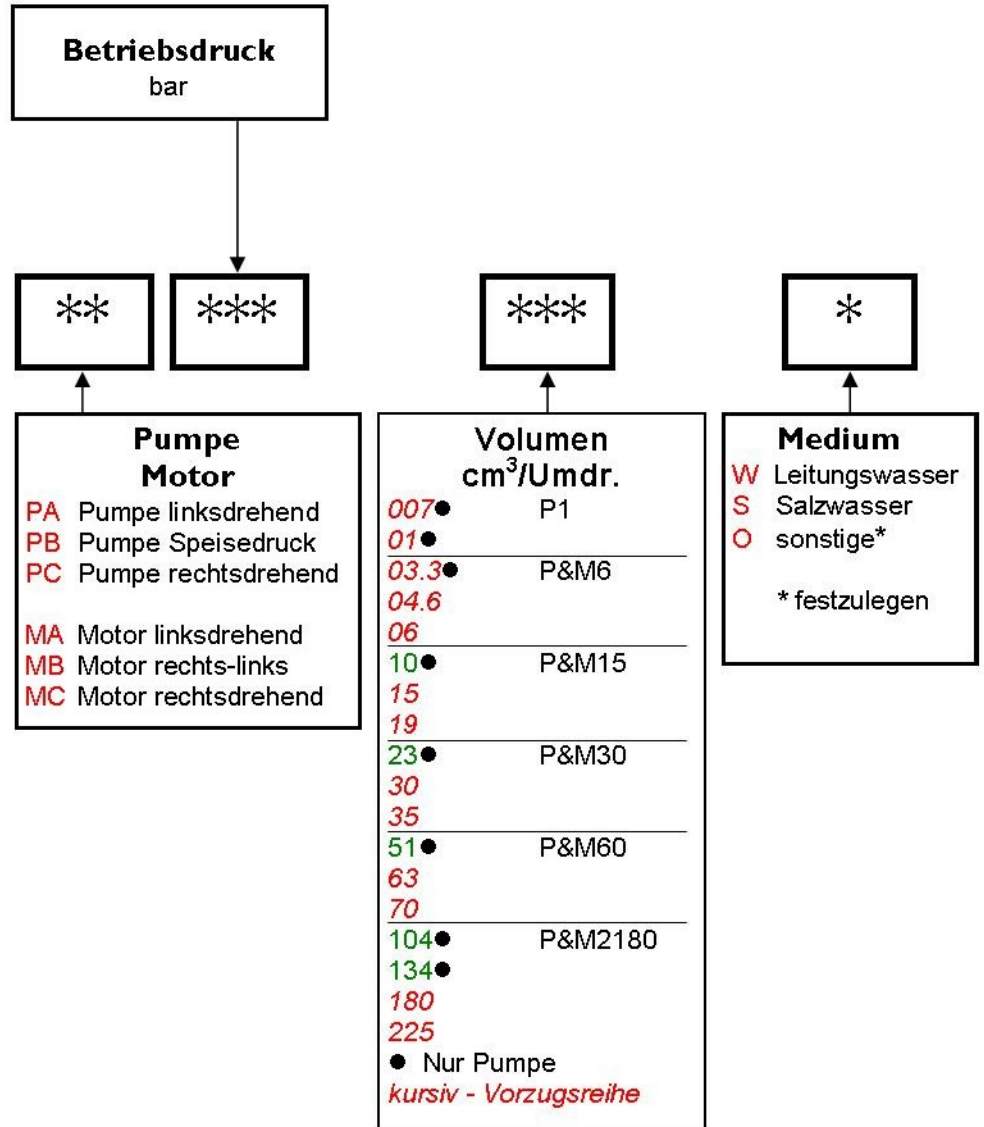 Betriebsdruck
bar
** *** *** *
Pumpe
Motor
PA Pumpe linksdrehend
PB Pumpe Speisedruck
PC Pumpe rechtsdrehend
MA Motor linksdrehend
MB Motor rechts-links
MC Motor rechtsdrehend
Volumen
cm³/Umdr.
007● P1
01●
03.3● P&M6
04.6
06
10● P&M15
15
19
23● P&M30
30
35
51● P&M60
63
70
104● P&M2180
134●
180
225
● Nur Pumpe
kursiv - Vorzugsreihe
Medium
W Leitungswasser
S Salzwasser
O sonstige*
* festzulegen